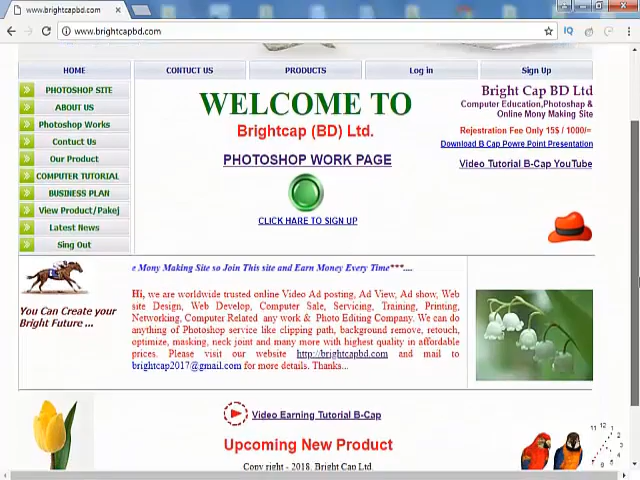 www.brightcapbd.com
www.brightcapbd.com
HOME
CONTUCT US
PRODUCTS
Log in
Sign Up
PHOTOSHOP SITE
ABOUT US
Photoshop Works
Contuct Us
Our Product
COMPUTER TUTORIAL
BUSINESS PLAN
View Product/Pakej
Latest News
Sing Out
WELCOME TO
Brightcap (BD) Ltd.
PHOTOSHOP WORK PAGE
CLICK HARE TO SIGN UP
Bright Cap BD Ltd
Computer Education,Photoshap &
Online Mony Making Site
Rejestration Fee Only 15$ / 1000/=
Download B Cap Powre Point Presentation
Video Tutorial B-Cap YouTube
e Mony Making Site so Join This site and Earn Money Every Time***....
You Can Create your
Bright Future ...
Hi, we are worldwide trusted online Video Ad posting, Ad View, Ad show, Web
site Design, Web Develop, Computer Sale, Servicing, Training, Printing,
Networking, Computer Related any work & Photo Editing Company. We can do
anything of Photoshop service like clipping path, background remove, retouch,
optimize, masking, neck joint and many more with highest quality in affordable
prices. Please visit our website http://brightcapbd.com and mail to
brightcap2017@gmail.com for more details. Thanks...
Video Earning Tutorial B-Cap
Upcoming New Product
Copy right - 2018, Bright Cap Ltd.
11 12 1